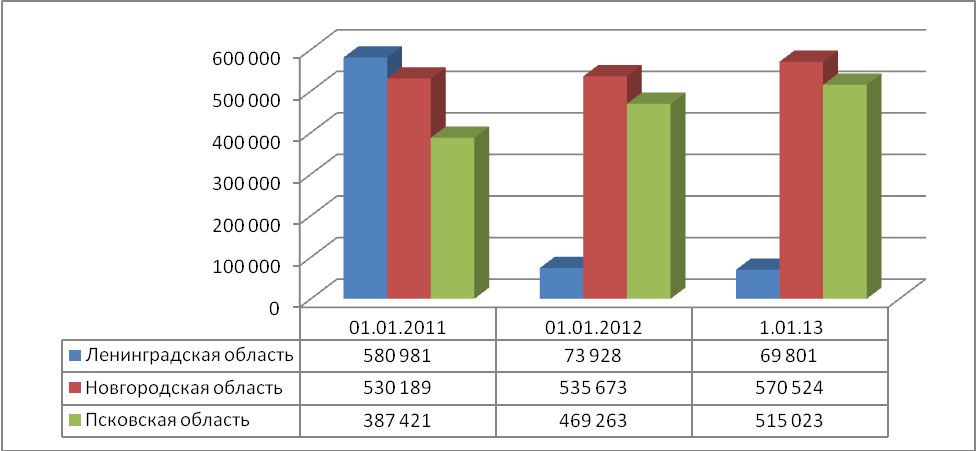 600 000
500 000
400 000
300 000
200 000
100 000
0
01.01.2011 01.01.2012 1.01.13
Ленинградская область 580 981 73 928 69 801
Новгородская область 530 189 535 673 570 524
Псковская область 387 421 469 263 515 023